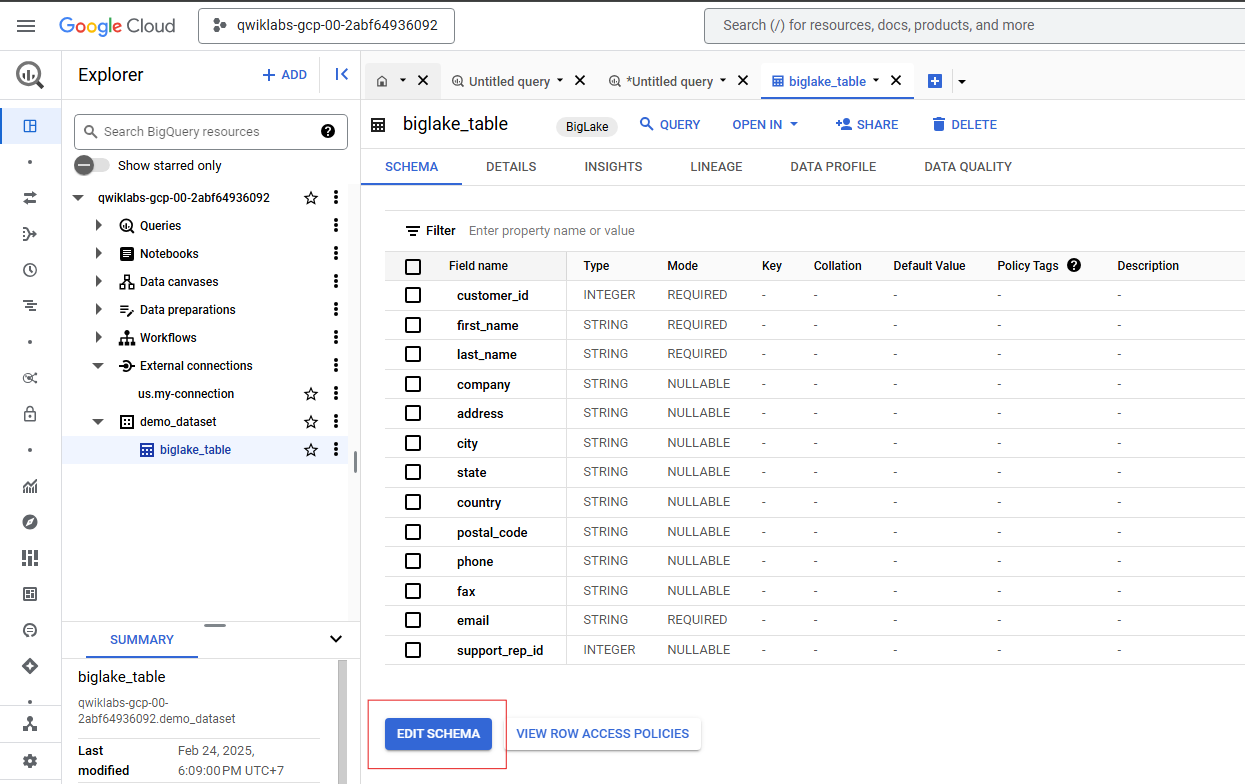 Google Cloud
qwiklabs-gcp-00-2abf64936092
Search (/) for resources, docs, products, and more
Explorer
+ ADD
Search BigQuery resources
Show starred only
qwiklabs-gcp-00-2abf64936092
Queries
Notebooks
Data canvases
Data preparations
Workflows
External connections
us.my-connection
demo_dataset
biglake_table
SUMMARY
biglake_table
qwiklabs-gcp-00-
2abf64936092.demo_dataset
Last Feb 24, 2025,
modified 6:09:00 PM UTC+7
Untitled query
*Untitled query
biglake_table
biglake_table BigLake QUERY OPEN IN SHARE DELETE
SCHEMA DETAILS INSIGHTS LINEAGE DATA PROFILE DATA QUALITY
Filter Enter property name or value
Field name Type Mode Key Collation Default Value Policy Tags ? Description
customer_id INTEGER REQUIRED - - - - -
first_name STRING REQUIRED - - - - -
last_name STRING REQUIRED - - - - -
company STRING NULLABLE - - - - -
address STRING NULLABLE - - - - -
city STRING NULLABLE - - - - -
state STRING NULLABLE - - - - -
country STRING NULLABLE - - - - -
postal_code STRING NULLABLE - - - - -
phone STRING NULLABLE - - - - -
fax STRING NULLABLE - - - - -
email STRING REQUIRED - - - - -
support_rep_id INTEGER NULLABLE - - - - -
EDIT SCHEMA VIEW ROW ACCESS POLICIES